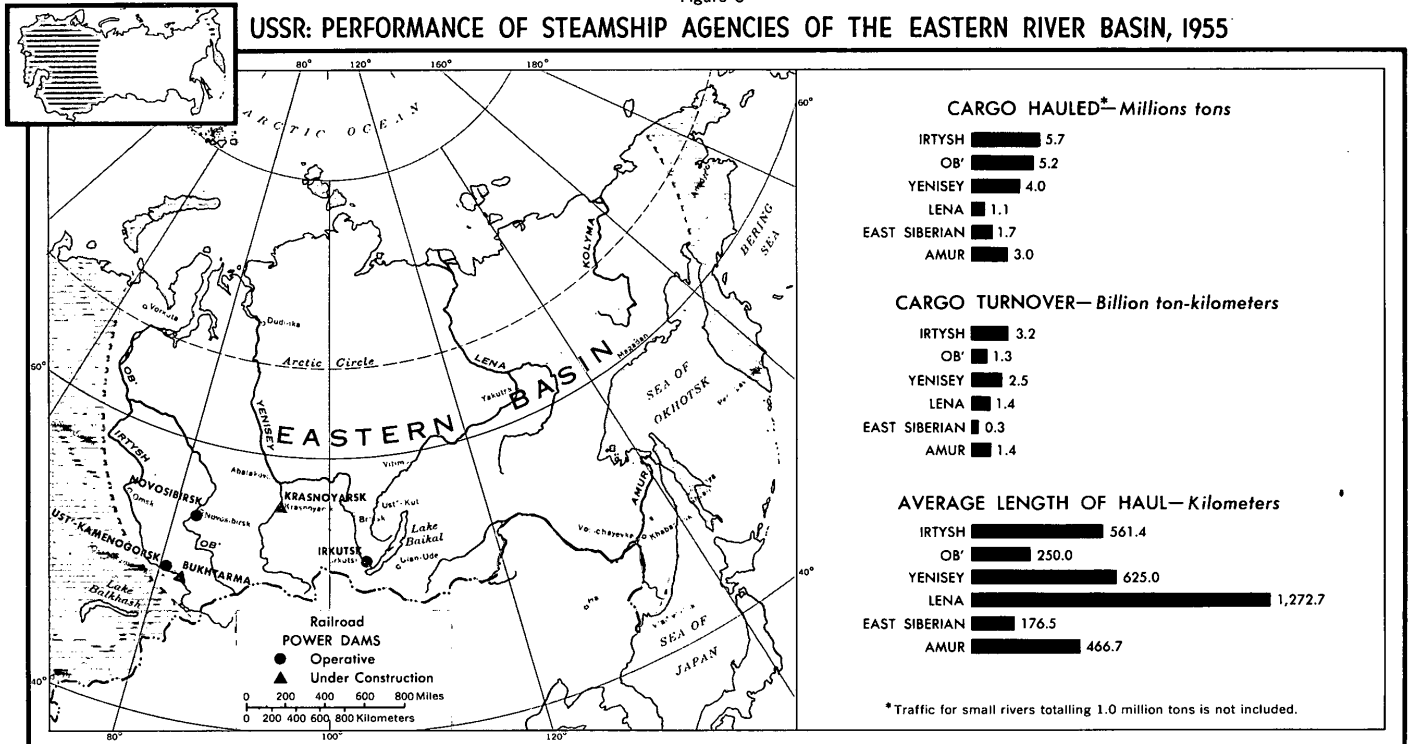 USSR: PERFORMANCE OF STEAMSHIP AGENCIES OF THE EASTERN RIVER BASIN, 1955
80° 120° 160° 180°
ARCTIC OCEAN
60°
BERING
SEA
KOLYMA
Vorkuta
Dudinka
Arctic Circle
60°
OB'
YENISEY
LENA
Yakutsk
Magadan
SEA OF
OKHOTSK
EASTERN BASIN
IRTYSH
Vitim
AMUR
NOVOSIBIRSK
Omsk
Novosibirsk
KRASNOYARSK
Krasnoyarsk
Ust'-Kut
Lake
Baikal
UST'-KAMENOGORSK
OB'
IRKUTSK
Ulan-Ude
BUKHTARMA
Lake
Balkhash
40°
SEA OF
JAPAN
Railroad
POWER DAMS
Operative
Under Construction
0 200 400 600 800 Miles
0 200 400 600 800 Kilometers
40°
80° 100° 120°
CARGO HAULED*—Millions tons
IRTYSH 5.7
OB' 5.2
YENISEY 4.0
LENA 1.1
EAST SIBERIAN 1.7
AMUR 3.0
CARGO TURNOVER—Billion ton-kilometers
IRTYSH 3.2
OB' 1.3
YENISEY 2.5
LENA 1.4
EAST SIBERIAN 0.3
AMUR 1.4
AVERAGE LENGTH OF HAUL—Kilometers
IRTYSH 561.4
OB' 250.0
YENISEY 625.0
LENA 1,272.7
EAST SIBERIAN 176.5
AMUR 466.7
*Traffic for small rivers totalling 1.0 million tons is not included.